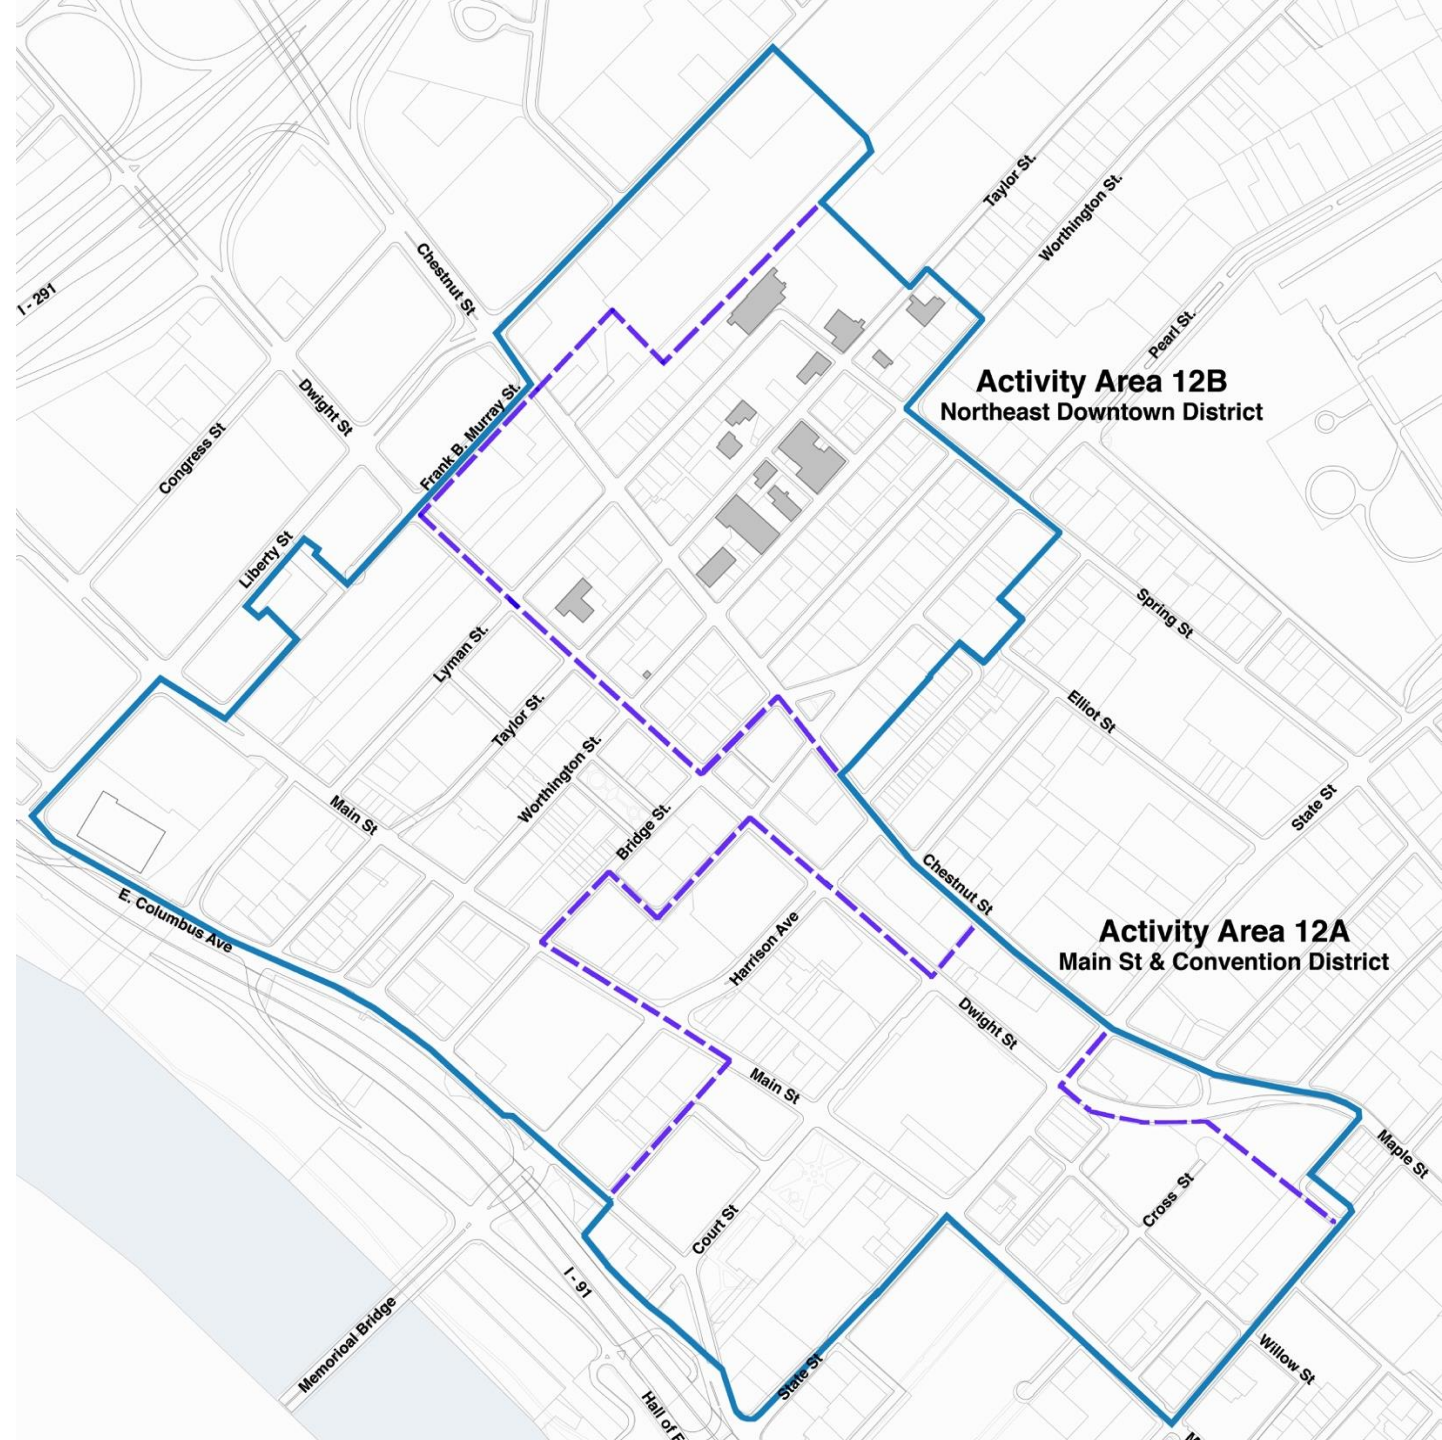 Taylor St.
Worthington St.
Chestnut St
I - 291
Pearl St.
Activity Area 12B
Northeast Downtown District
Dwight St
Frank B. Murray St.
Congress St
Liberty St
Spring St
Lyman St.
Elliot St
Taylor St.
Worthington St.
State St
Main St
Bridge St.
Chestnut St
E. Columbus Ave
Activity Area 12A
Main St & Convention District
Harrison Ave
Dwight St
Main St
Maple St
Cross St
Court St
I - 91
Memorioal Bridge
State St
Willow St
Hall of F
M